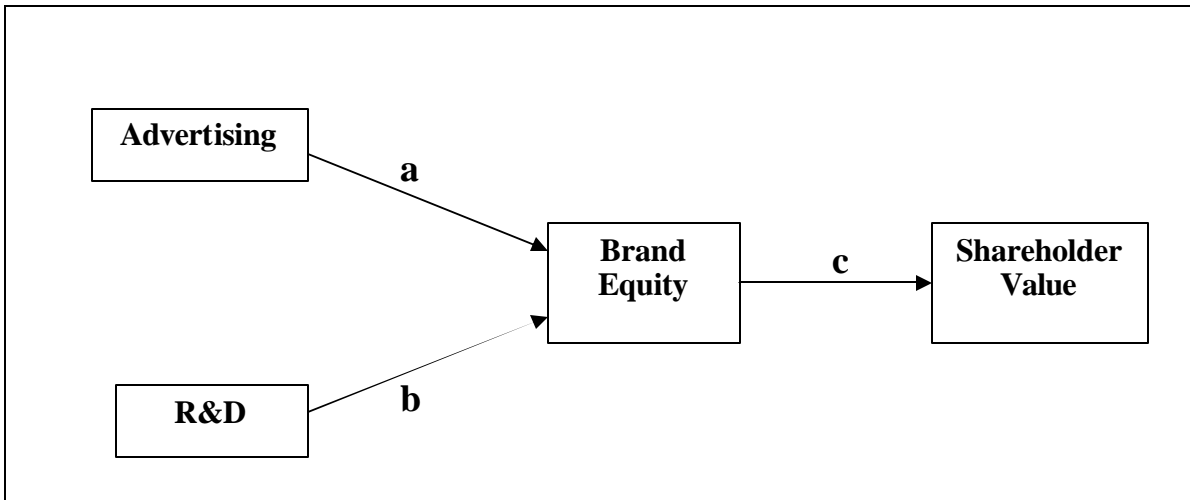 Advertising
a
Brand
Equity
c
Shareholder
Value
R&D
b